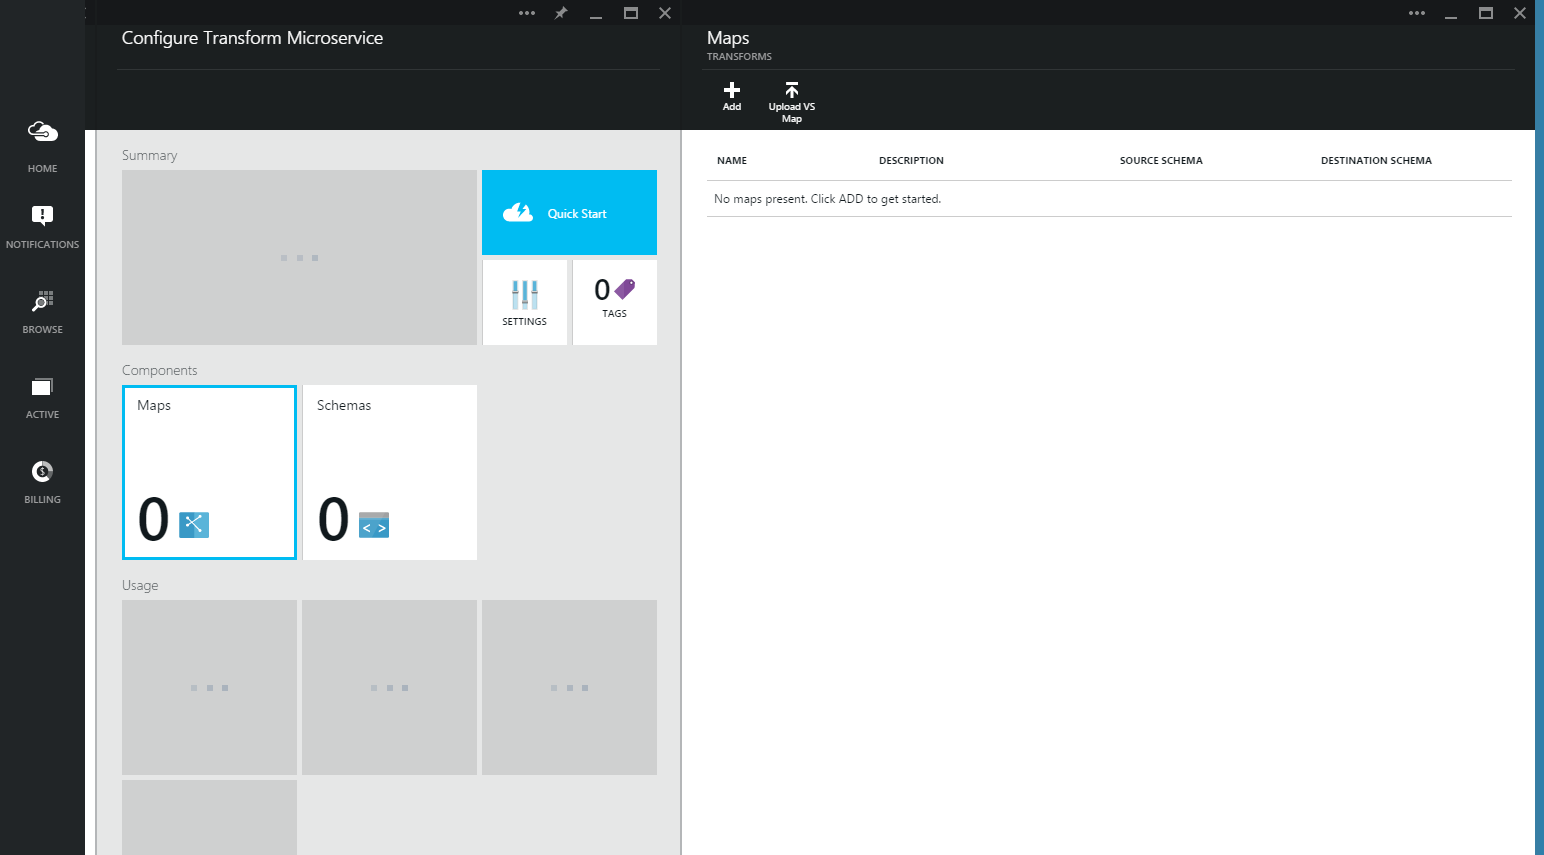 HOME
NOTIFICATIONS
BROWSE
ACTIVE
BILLING
Configure Transform Microservice
Summary
Quick Start
SETTINGS
0
TAGS
Components
Maps
0
Schemas
0
< >
Usage
Maps
TRANSFORMS
Add
Upload VS
Map
NAME DESCRIPTION SOURCE SCHEMA DESTINATION SCHEMA
No maps present. Click ADD to get started.